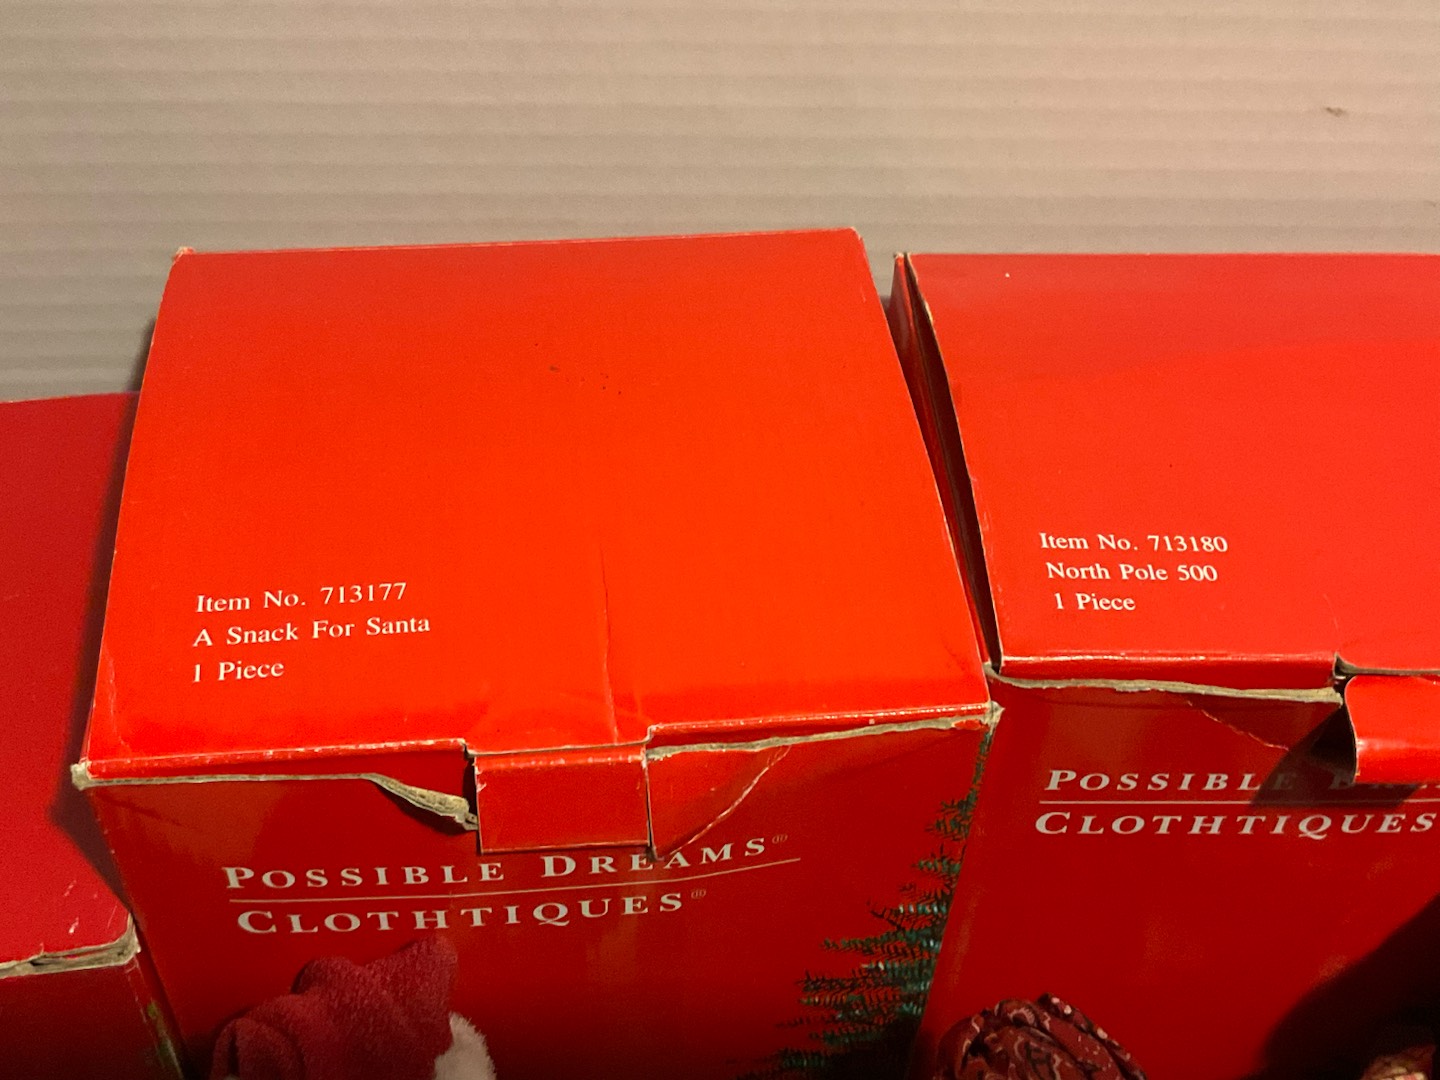 Item No. 713177
A Snack For Santa
1 Piece
POSSIBLE DREAMS®
CLOTHTIQUES®
Item No. 713180
North Pole 500
1 Piece
POSSIBLE
CLOTHTIQUES